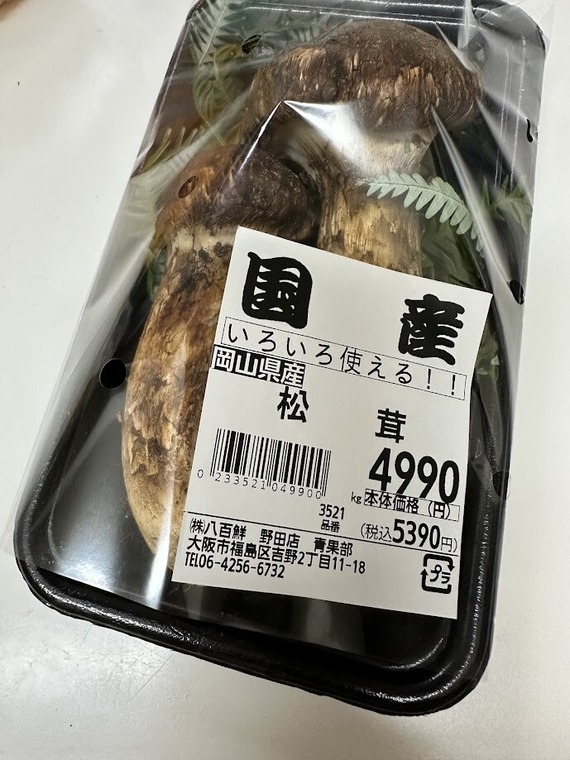 国産
いろいろ使える！！
岡山県産
松茸
4990
kg 本体価格 (円)
0 233521 049900
3521
品番
(税込5390円)
㈱八百鮮 野田店 青果部
大阪市福島区吉野2丁目11-18
TEL06-4256-6732
プラ